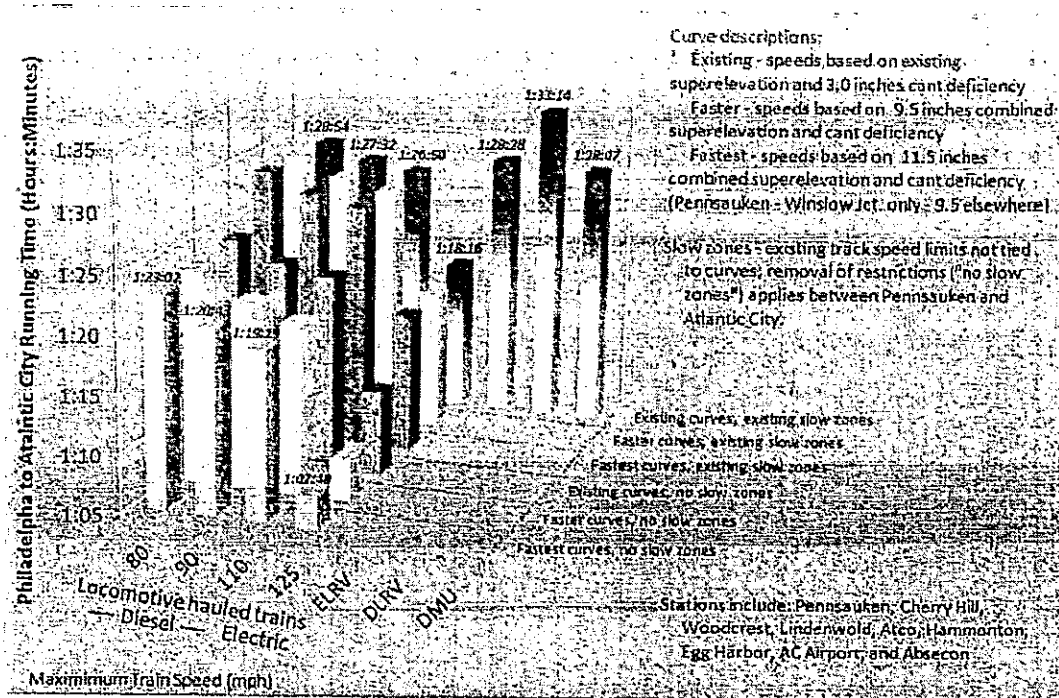 Curve descriptions:
Existing - speeds based on existing
superelevation and 3.0 inches cant deficiency
Faster - speeds based on 9.5 inches combined
superelevation and cant deficiency
Fastest - speeds based on 11.5 inches
combined superelevation and cant deficiency
(Pennsauken - Winslow Jct. only - 9.5 elsewhere)
Slow zones - existing track speed limits not tied
to curves; removal of restrictions ("no slow
zones") applies between Pennsauken and
Atlantic City.
Philadelpha to Atlantic City Running Time (Hours:Minutes)
1:35
1:30
1:25
1:20
1:15
1:10
1:05
1:28:54
1:27:32
1:26:50
1:29:28
1:33:14
1:28:07
1:18:16
1:23:02
1:20:4
1:19:1
1:02:48
Existing curves, existing slow zones
Faster curves, existing slow zones
Fastest curves, existing slow zones
Existing curves, no slow zones
Faster curves, no slow zones
Fastest curves, no slow zones
80
90
110
125
ELRV
DLRV
DMU
Locomotive hauled trains
Diesel
Electric
Maximimum Train Speed (mph)
Stations include: Pennsauken, Cherry Hill,
Woodcrest, Lindenwold, Atco, Hammonton,
Egg Harbor, AC Airport, and Absecon